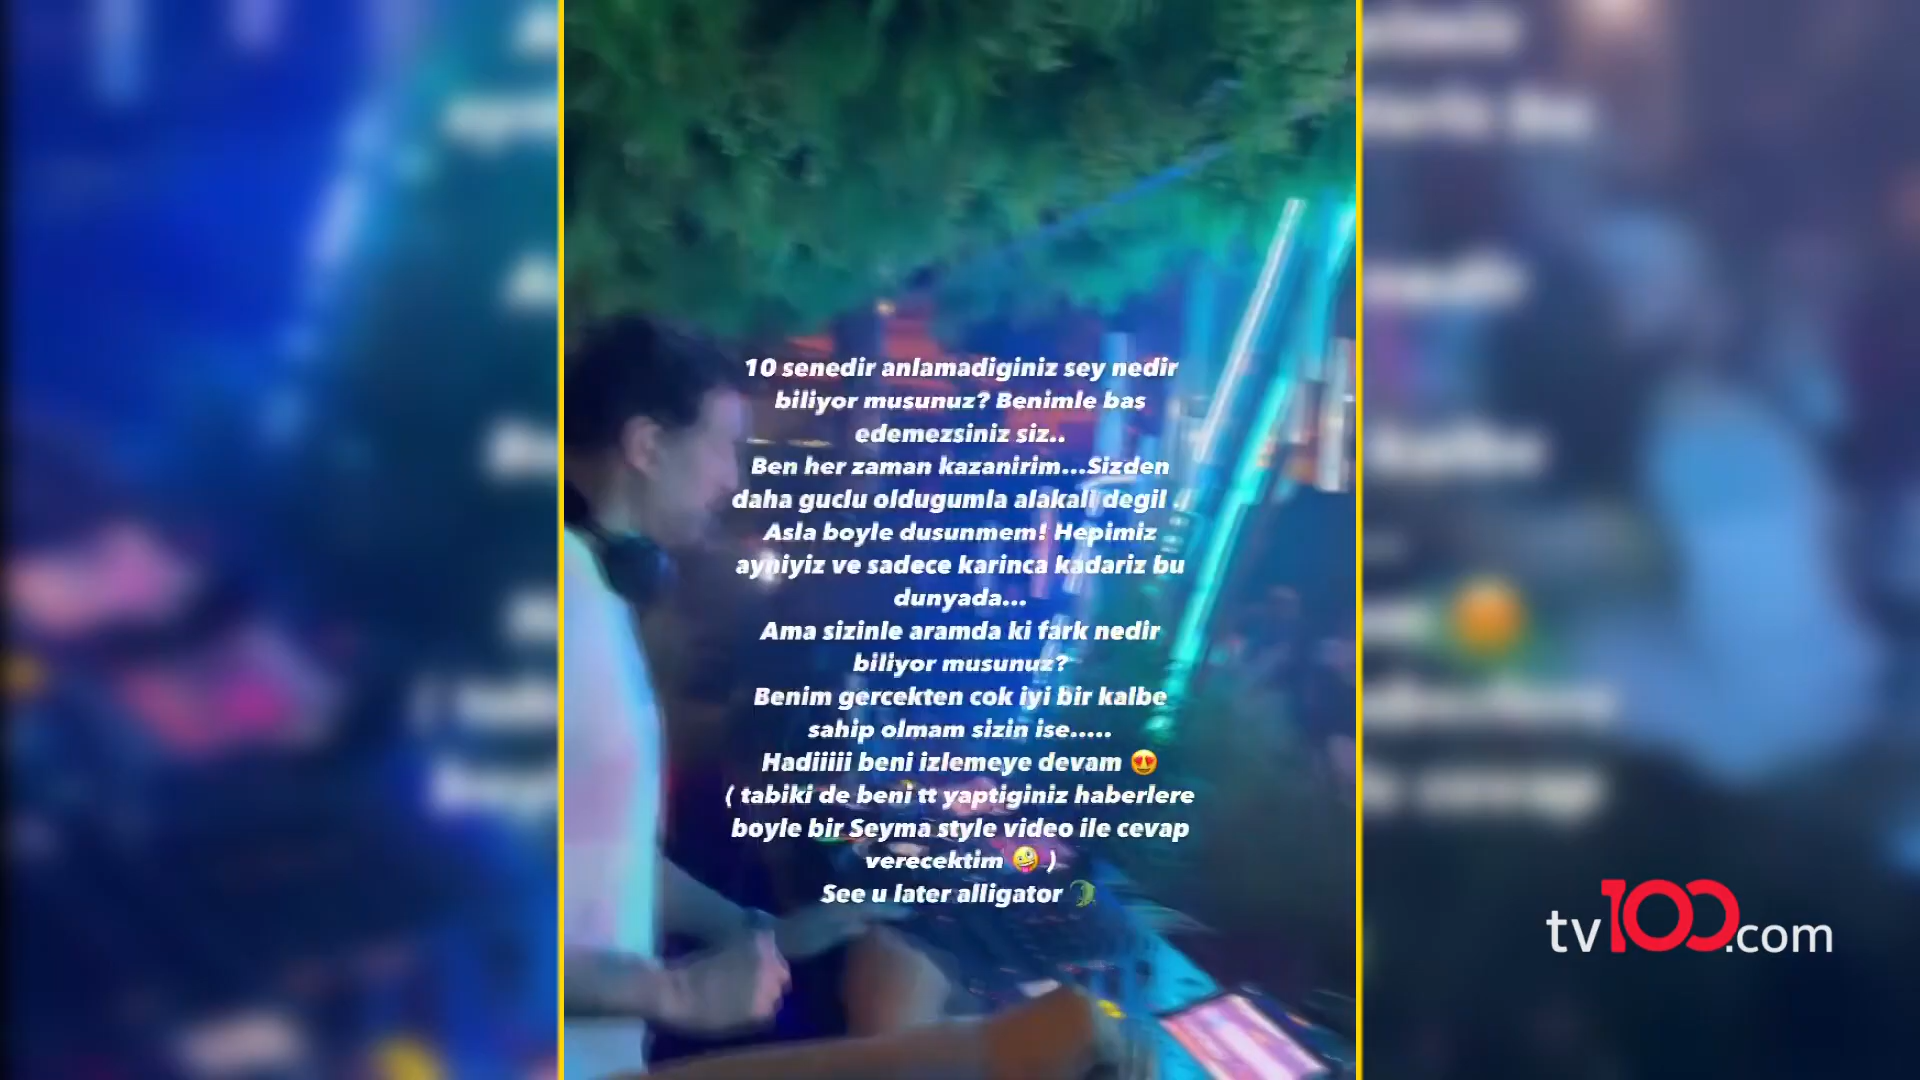 10 senedir anlamadiginiz sey nedir
biliyor musunuz? Benimle bas
edemezsiniz siz..
Ben her zaman kazanirim...Sizden
daha guclu oldugumla alakali degil .
Asla boyle dusunmem! Hepimiz
ayniyiz ve sadece karinca kadariz bu
dunyada...
Ama sizinle aramda ki fark nedir
biliyor musunuz?
Benim gercekten cok iyi bir kalbe
sahip olmam sizin ise.....
Hadiiiii beni izlemeye devam 😍
( tabiki de beni tt yaptiginiz haberlere
boyle bir Seyma style video ile cevap
verecektim 🤪 )
See u later alligator 🐊
tv100.com